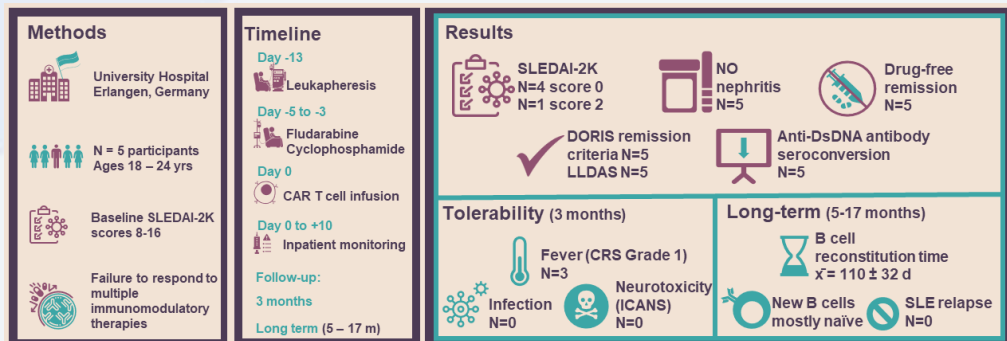 Methods
University Hospital
Erlangen, Germany
N = 5 participants
Ages 18 – 24 yrs
Baseline SLEDAI-2K
scores 8-16
Failure to respond to
multiple
immunomodulatory
therapies
Timeline
Day -13
Leukapheresis
Day -5 to -3
Fludarabine
Cyclophosphamide
Day 0
CAR T cell infusion
Day 0 to +10
Inpatient monitoring
Follow-up:
3 months
Long term (5 – 17 m)
Results
SLEDAI-2K
N=4 score 0
N=1 score 2
NO
nephritis
N=5
Drug-free
remission
N=5
DORIS remission
criteria N=5
LLDAS N=5
Anti-DsDNA antibody
seroconversion
N=5
Tolerability (3 months)
Fever (CRS Grade 1)
N=3
Infection
N=0
Neurotoxicity
(ICANS)
N=0
Long-term (5-17 months)
B cell
reconstitution time
x̄ = 110 ± 32 d
New B cells
mostly naïve
SLE relapse
N=0